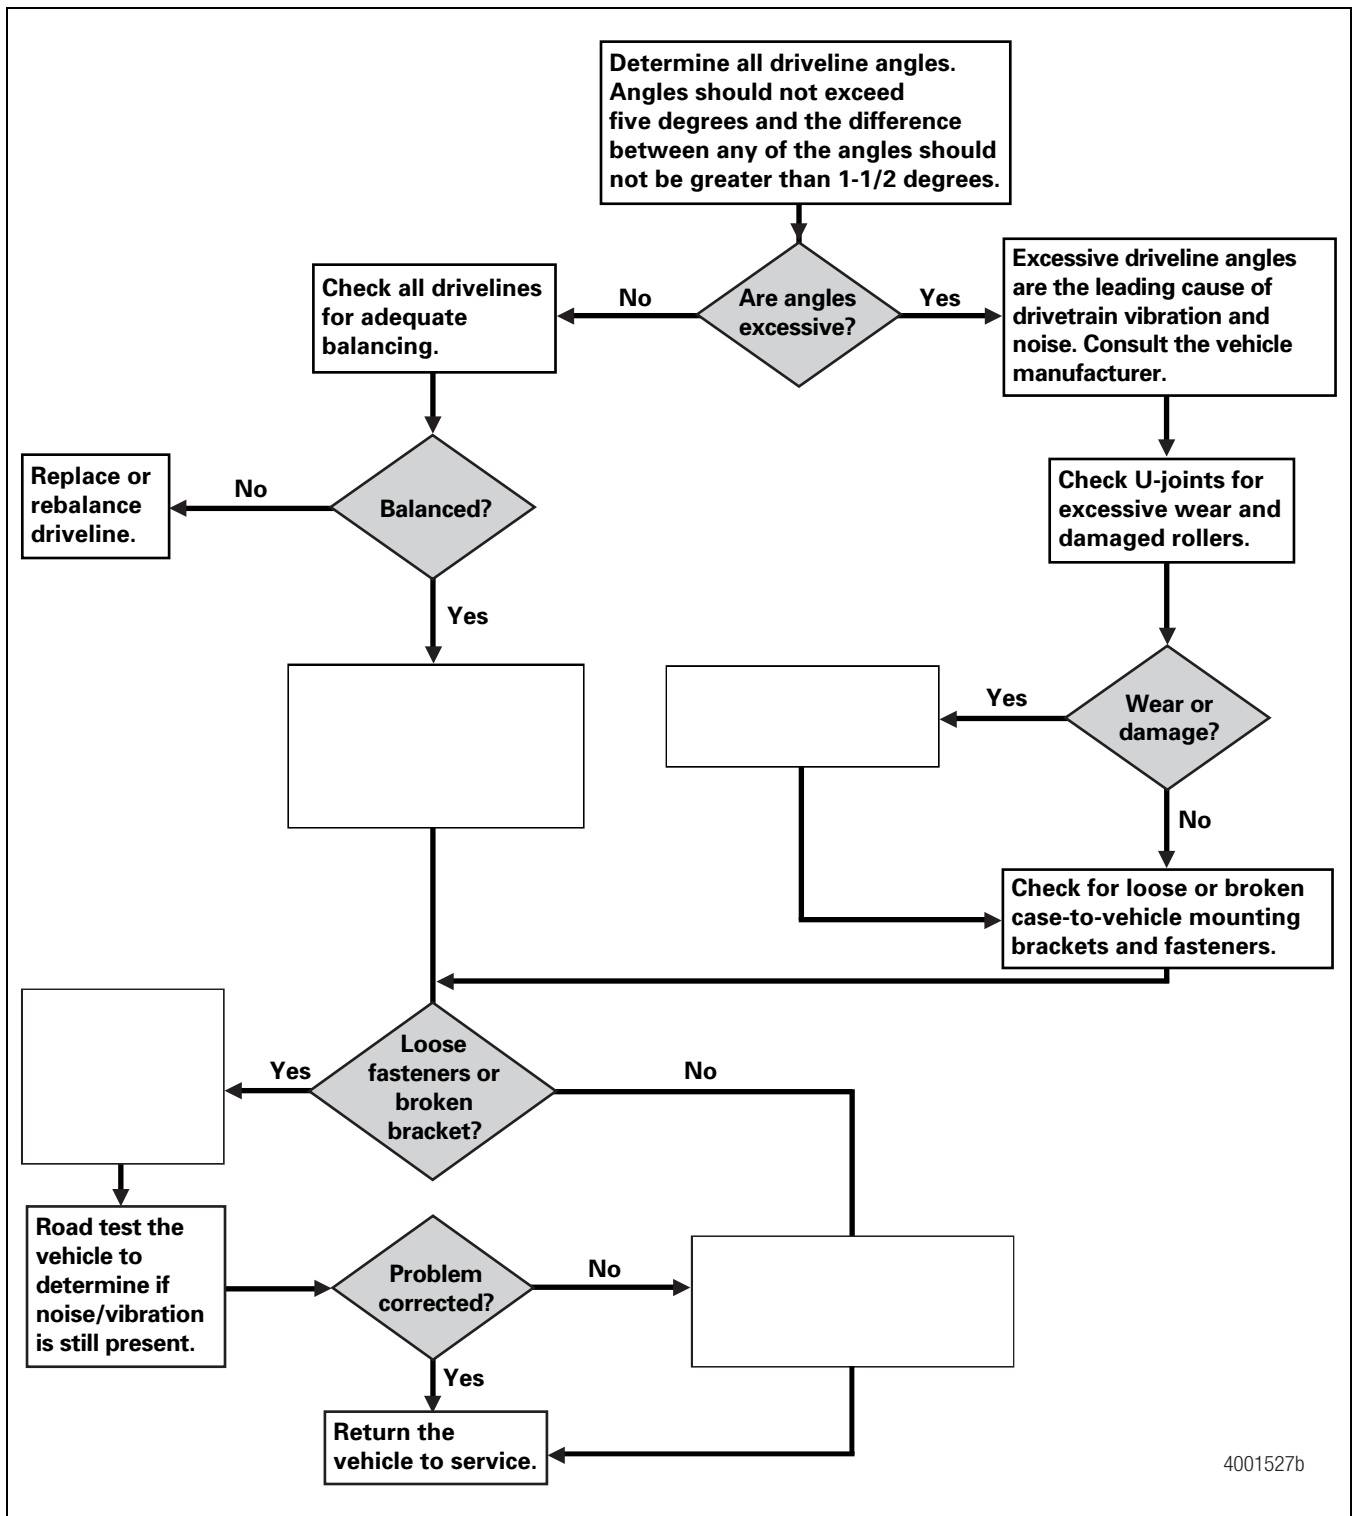 Determine all driveline angles.
Angles should not exceed
five degrees and the difference
between any of the angles should
not be greater than 1-1/2 degrees.
Are angles
excessive?
No
Yes
Check all drivelines
for adequate
balancing.
Excessive driveline angles
are the leading cause of
drivetrain vibration and
noise. Consult the vehicle
manufacturer.
Balanced?
No
Replace or
rebalance
driveline.
Yes
Check U-joints for
excessive wear and
damaged rollers.
Wear or
damage?
Yes
No
Check for loose or broken
case-to-vehicle mounting
brackets and fasteners.
Loose
fasteners or
broken
bracket?
Yes
No
Road test the
vehicle to
determine if
noise/vibration
is still present.
Problem
corrected?
No
Yes
Return the
vehicle to service.
4001527b